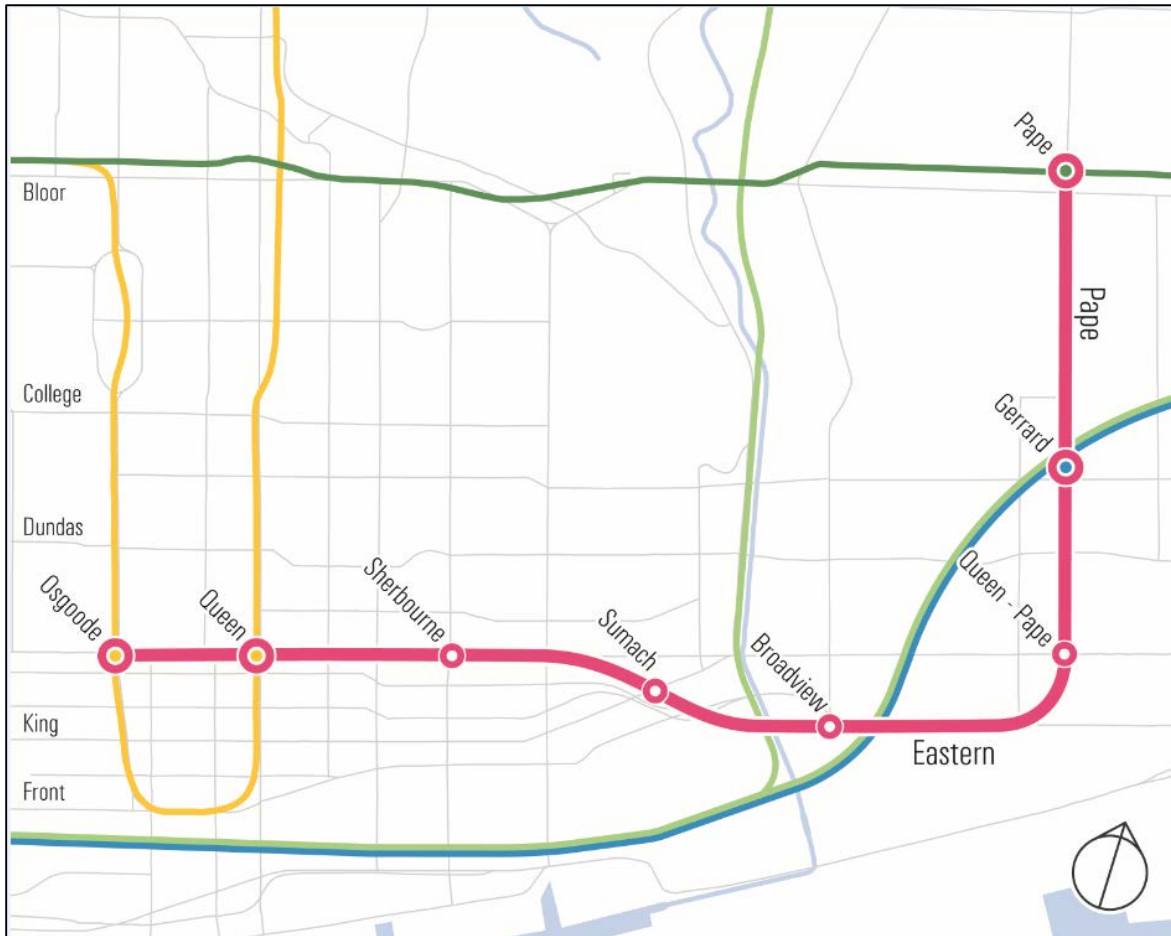 Pape
Bloor
Pape
College
Gerrard
Dundas
Osgoode
Queen
Sherbourne
Sumach
Broadview
Queen - Pape
King
Eastern
Front